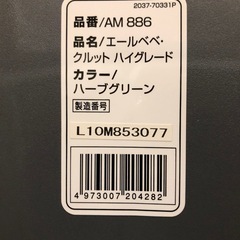 2037-70331P
品番/AM 886
品名/エールベベ・
クルット ハイグレード
カラー/
ハーブグリーン
製造番号
L10M853077
4 973007 204282